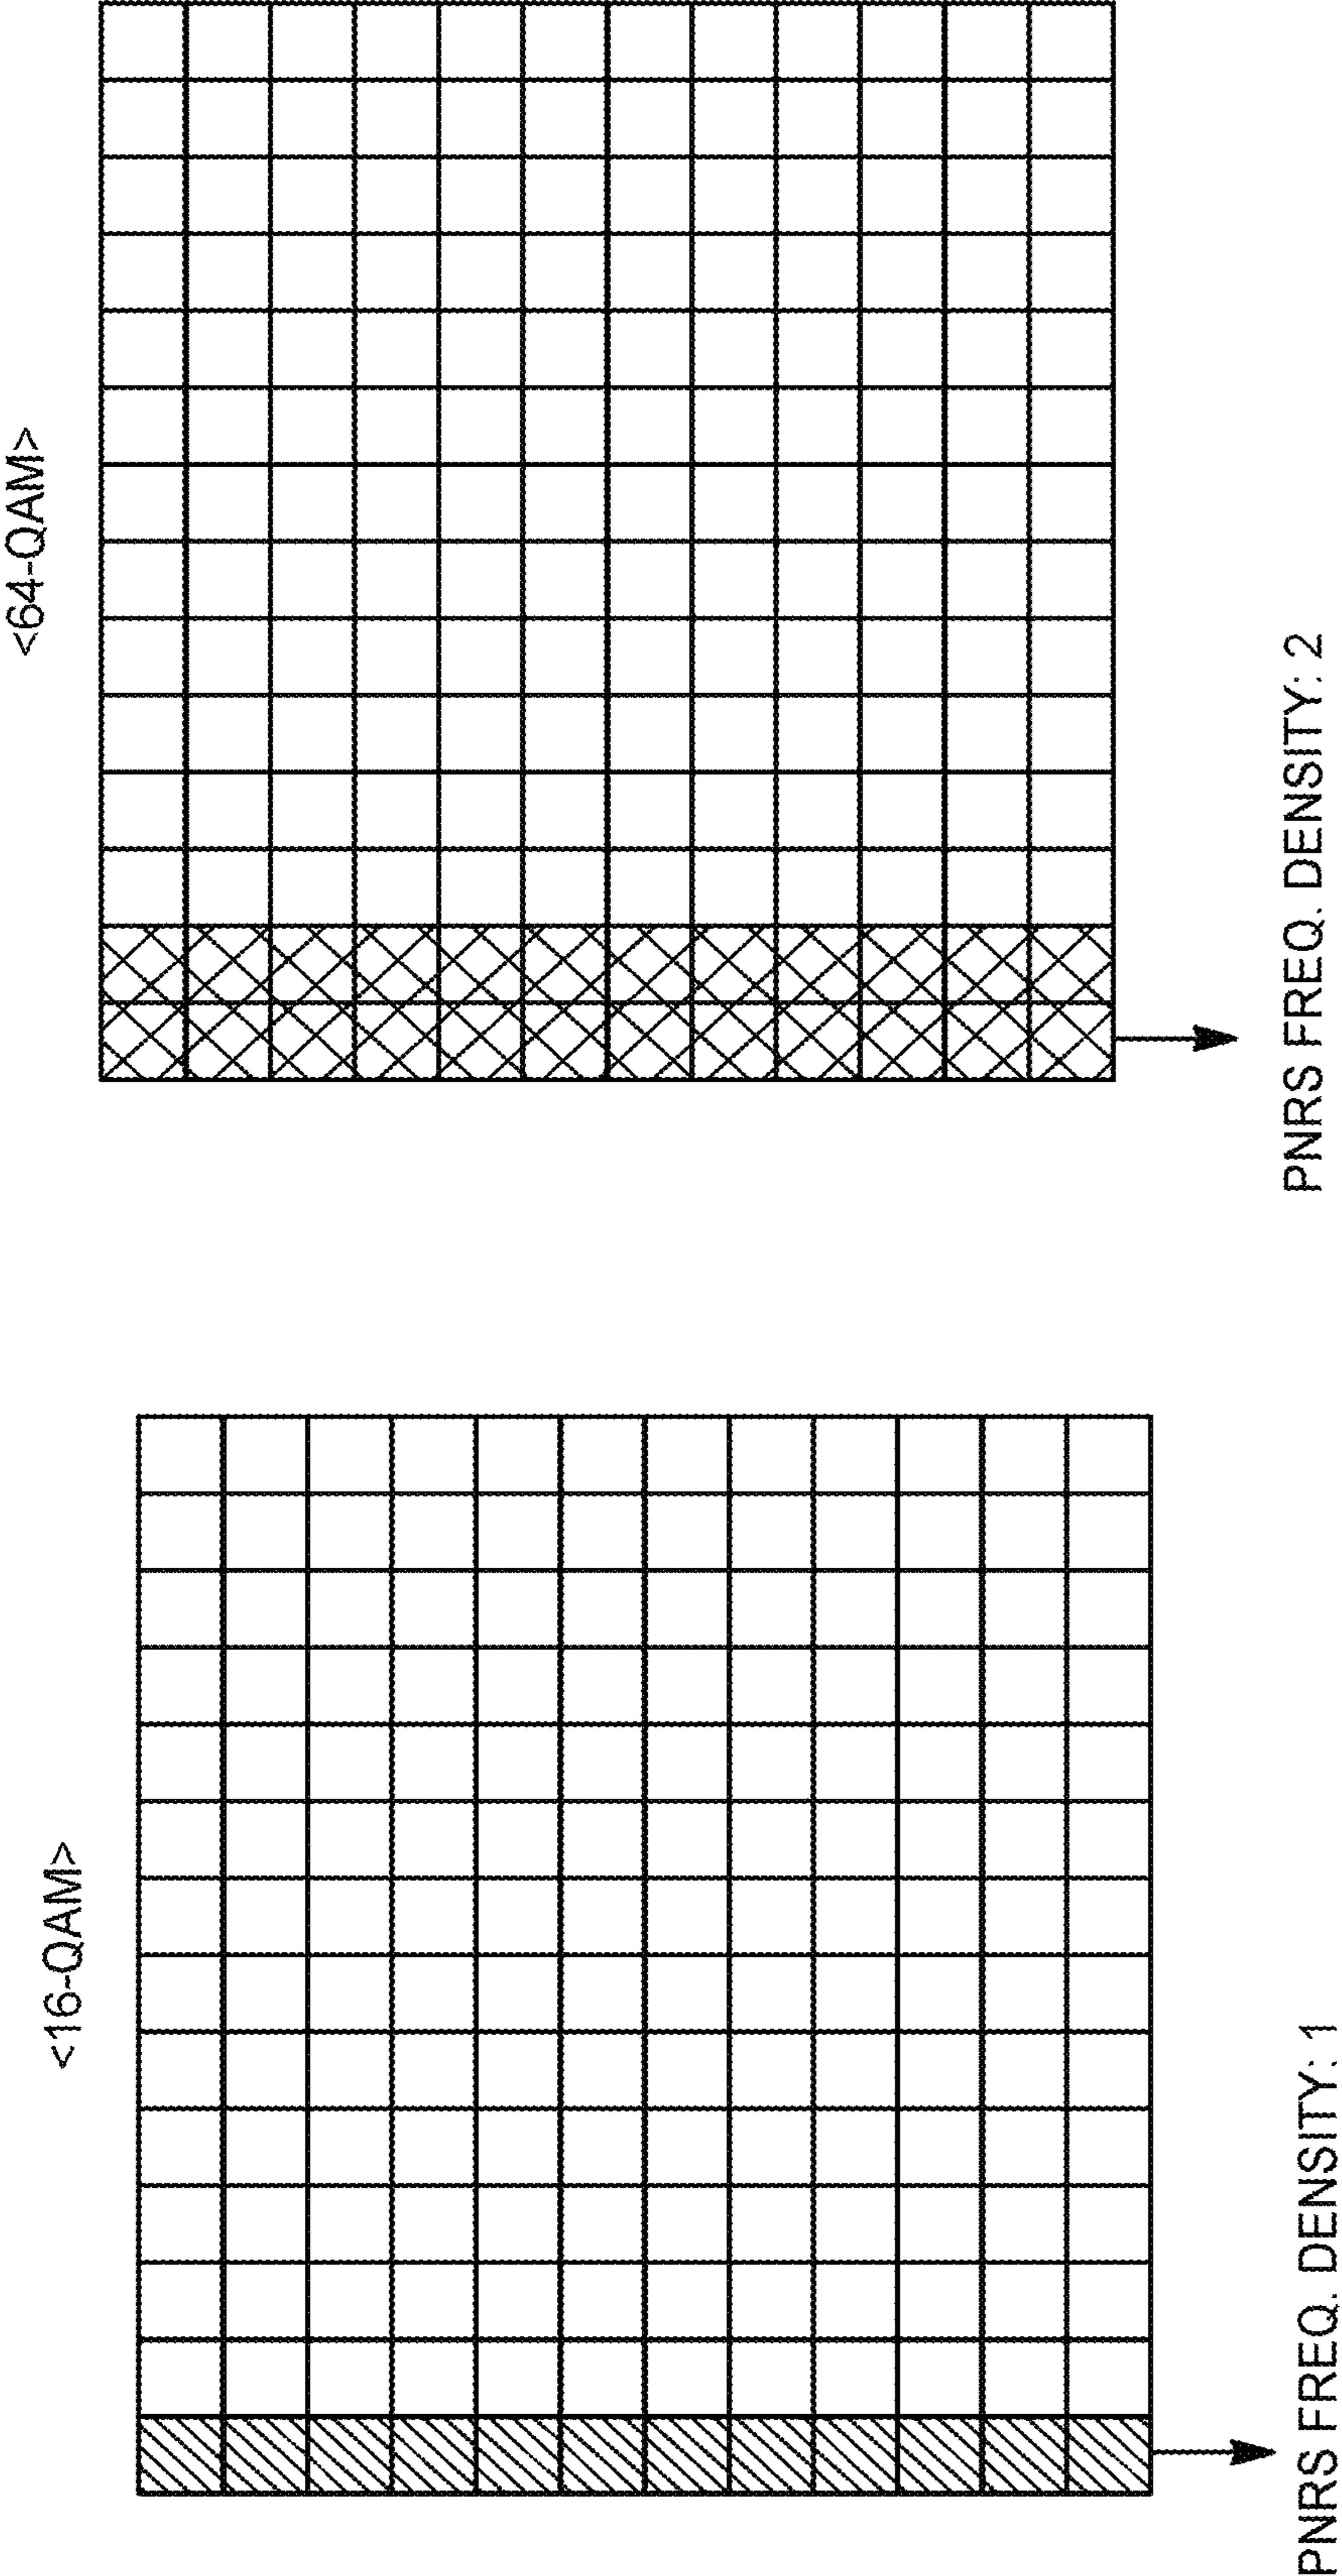 <16-QAM>
PNRS FREQ. DENSITY: 1
<64-QAM>
PNRS FREQ. DENSITY: 2